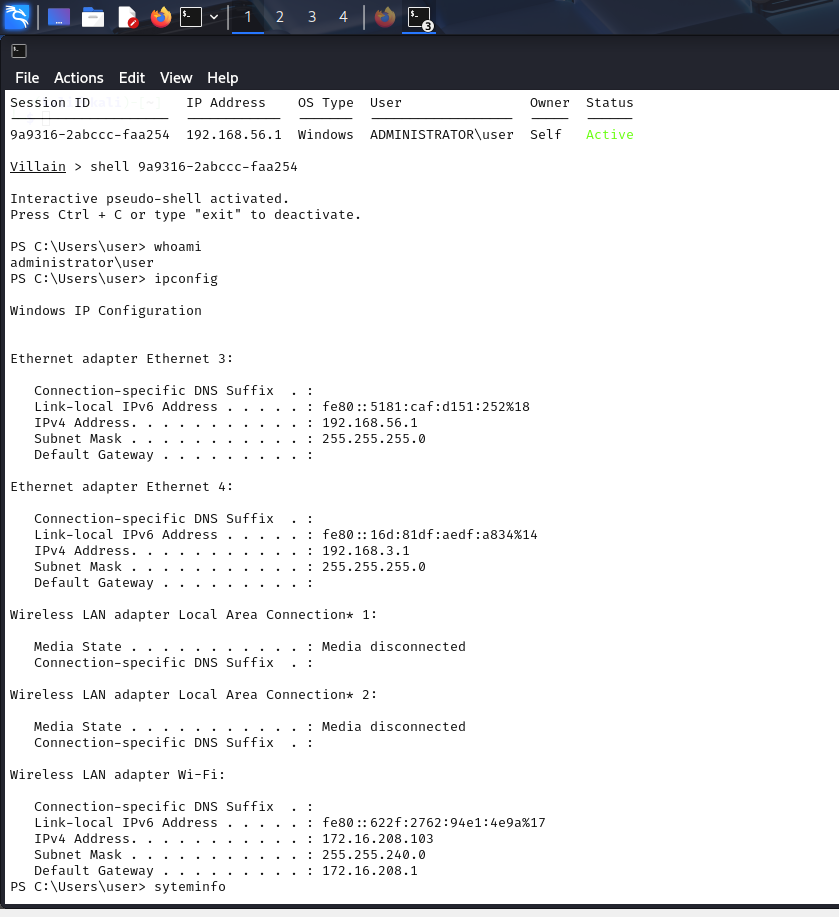 1 2 3 4
3
File Actions Edit View Help
Session ID IP Address OS Type User Owner Status
9a9316-2abccc-faa254 192.168.56.1 Windows ADMINISTRATOR\user Self Active
Villain > shell 9a9316-2abccc-faa254
Interactive pseudo-shell activated.
Press Ctrl + C or type "exit" to deactivate.
PS C:\Users\user> whoami
administrator\user
PS C:\Users\user> ipconfig
Windows IP Configuration
Ethernet adapter Ethernet 3:
Connection-specific DNS Suffix . :
Link-local IPv6 Address . . . . . : fe80::5181:caf:d151:252%18
IPv4 Address. . . . . . . . . . . : 192.168.56.1
Subnet Mask . . . . . . . . . . . : 255.255.255.0
Default Gateway . . . . . . . . . :
Ethernet adapter Ethernet 4:
Connection-specific DNS Suffix . :
Link-local IPv6 Address . . . . . : fe80::16d:81df:aedf:a834%14
IPv4 Address. . . . . . . . . . . : 192.168.3.1
Subnet Mask . . . . . . . . . . . : 255.255.255.0
Default Gateway . . . . . . . . . :
Wireless LAN adapter Local Area Connection* 1:
Media State . . . . . . . . . . . : Media disconnected
Connection-specific DNS Suffix . :
Wireless LAN adapter Local Area Connection* 2:
Media State . . . . . . . . . . . : Media disconnected
Connection-specific DNS Suffix . :
Wireless LAN adapter Wi-Fi:
Connection-specific DNS Suffix . :
Link-local IPv6 Address . . . . . : fe80::622f:2762:94e1:4e9a%17
IPv4 Address. . . . . . . . . . . : 172.16.208.103
Subnet Mask . . . . . . . . . . . : 255.255.240.0
Default Gateway . . . . . . . . . : 172.16.208.1
PS C:\Users\user> syteminfo